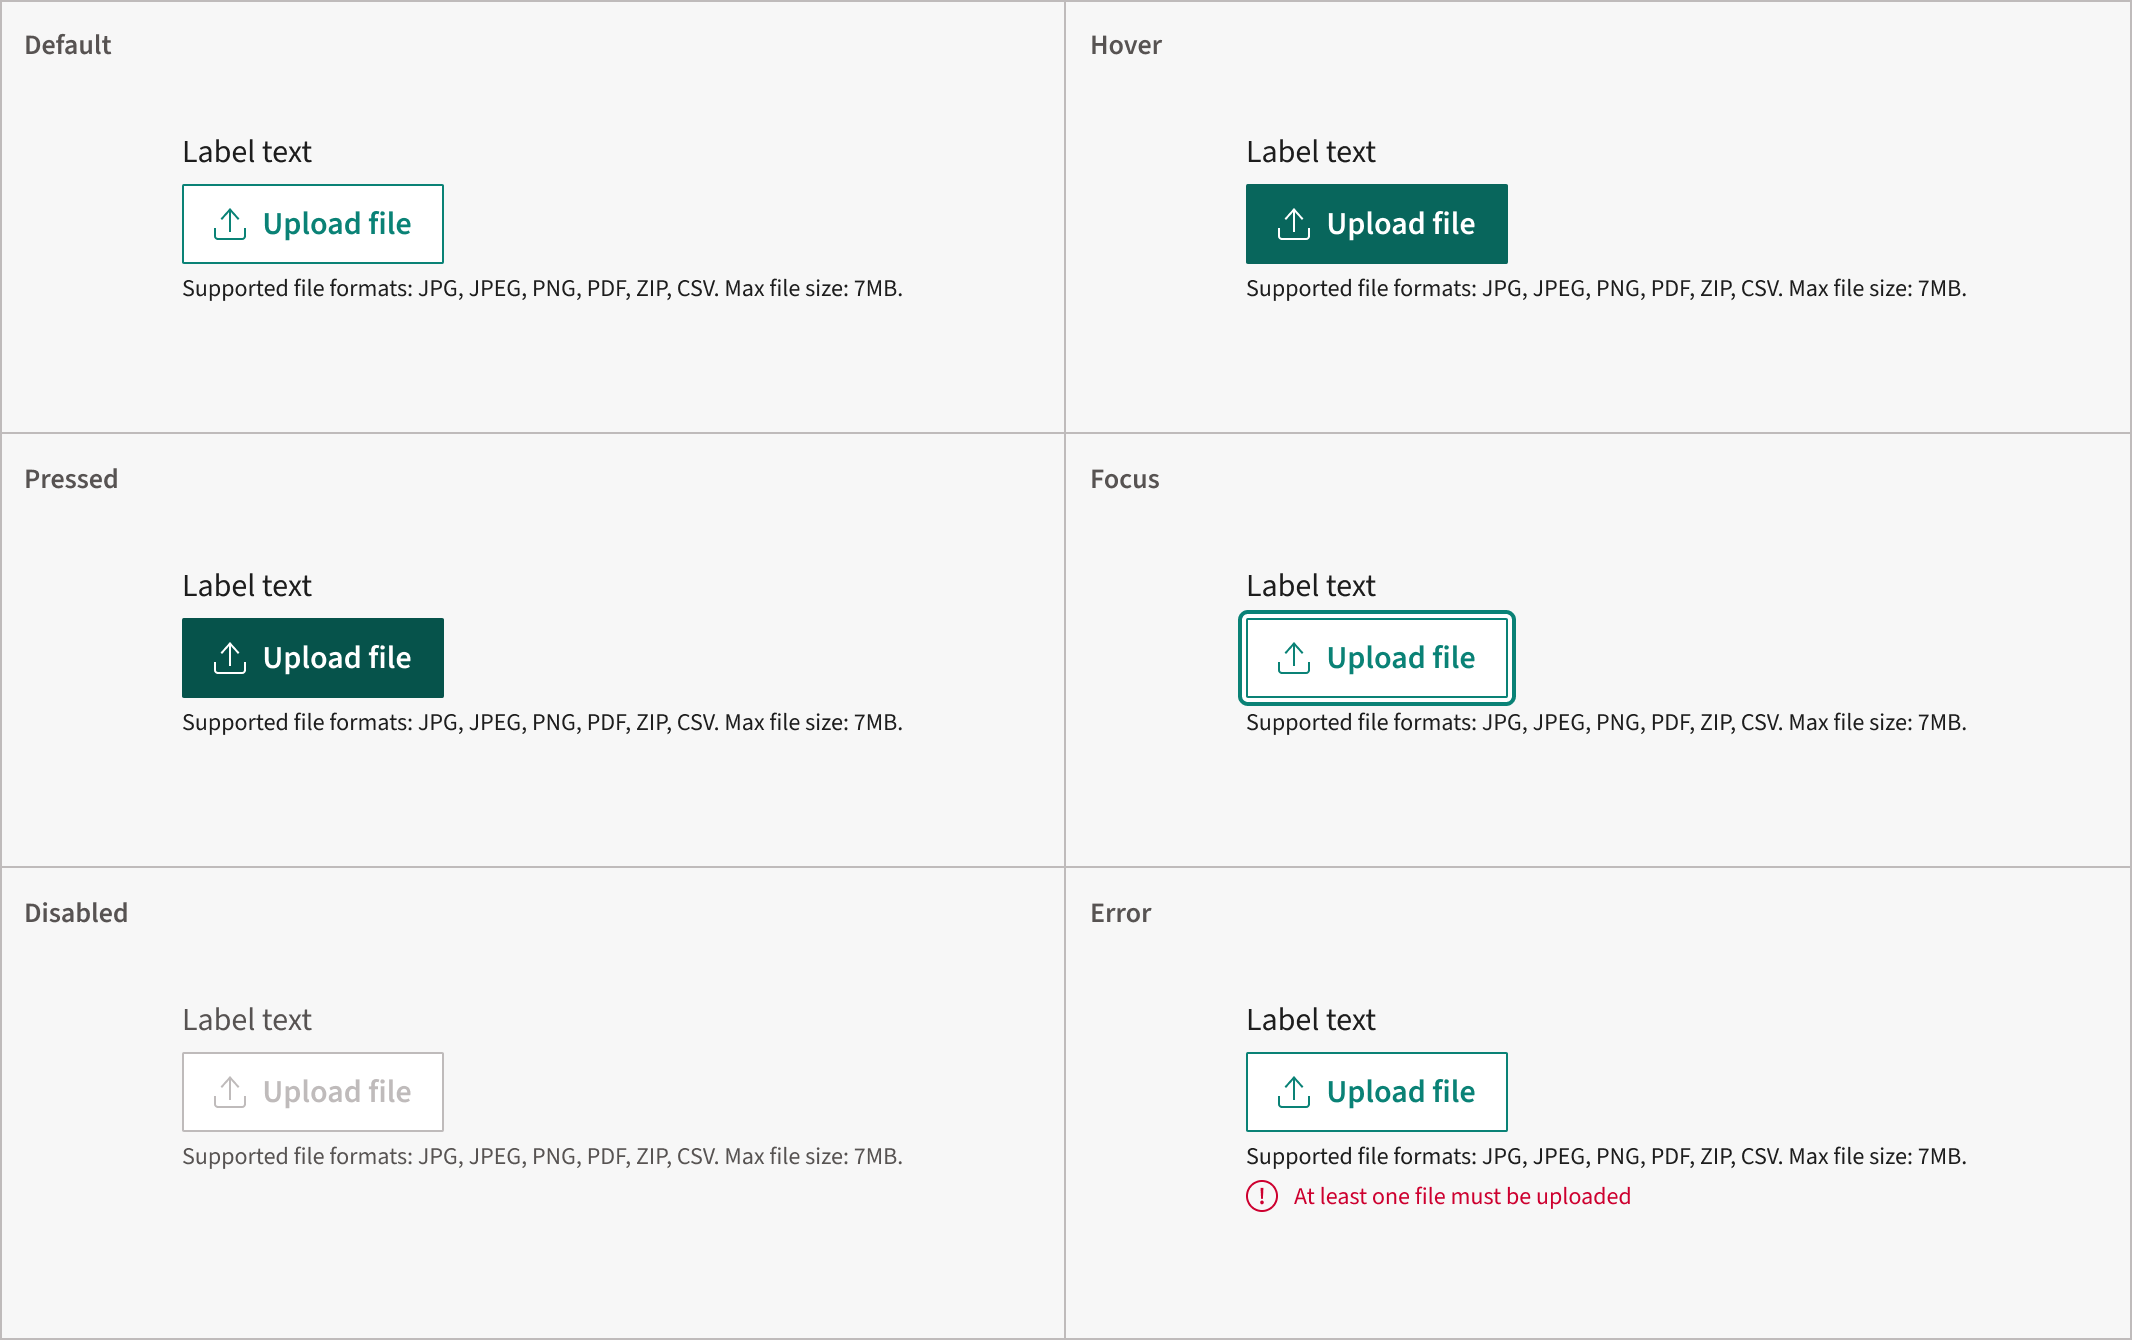 Default
Label text
Upload file
Supported file formats: JPG, JPEG, PNG, PDF, ZIP, CSV. Max file size: 7MB.
Hover
Label text
Upload file
Supported file formats: JPG, JPEG, PNG, PDF, ZIP, CSV. Max file size: 7MB.
Pressed
Label text
Upload file
Supported file formats: JPG, JPEG, PNG, PDF, ZIP, CSV. Max file size: 7MB.
Focus
Label text
Upload file
Supported file formats: JPG, JPEG, PNG, PDF, ZIP, CSV. Max file size: 7MB.
Disabled
Label text
Upload file
Supported file formats: JPG, JPEG, PNG, PDF, ZIP, CSV. Max file size: 7MB.
Error
Label text
Upload file
Supported file formats: JPG, JPEG, PNG, PDF, ZIP, CSV. Max file size: 7MB.
At least one file must be uploaded